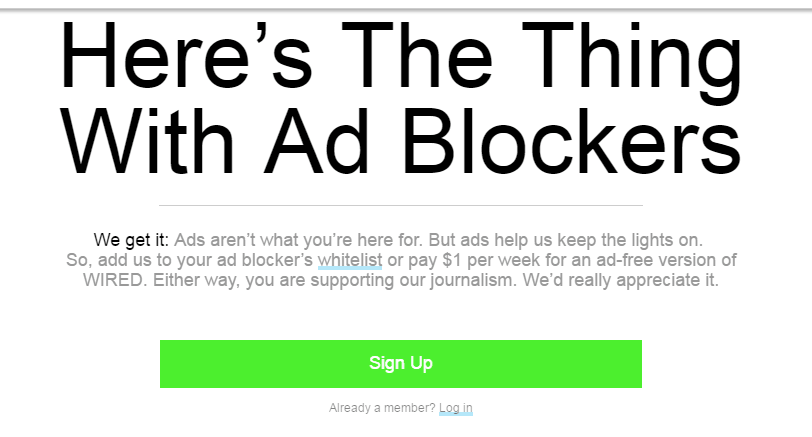 Here’s The Thing
With Ad Blockers
We get it: Ads aren’t what you’re here for. But ads help us keep the lights on.
So, add us to your ad blocker’s whitelist or pay $1 per week for an ad-free version of
WIRED. Either way, you are supporting our journalism. We’d really appreciate it.
Sign Up
Already a member? Log in